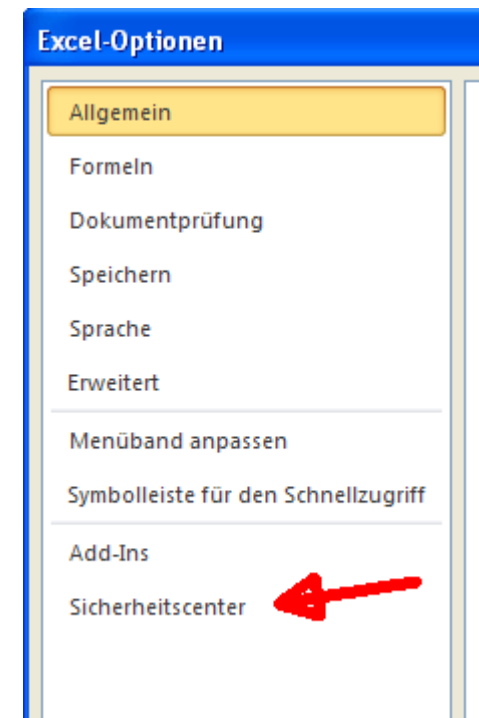 Excel-Optionen
Allgemein
Formeln
Dokumentprüfung
Speichern
Sprache
Erweitert
Menüband anpassen
Symbolleiste für den Schnellzugriff
Add-Ins
Sicherheitscenter